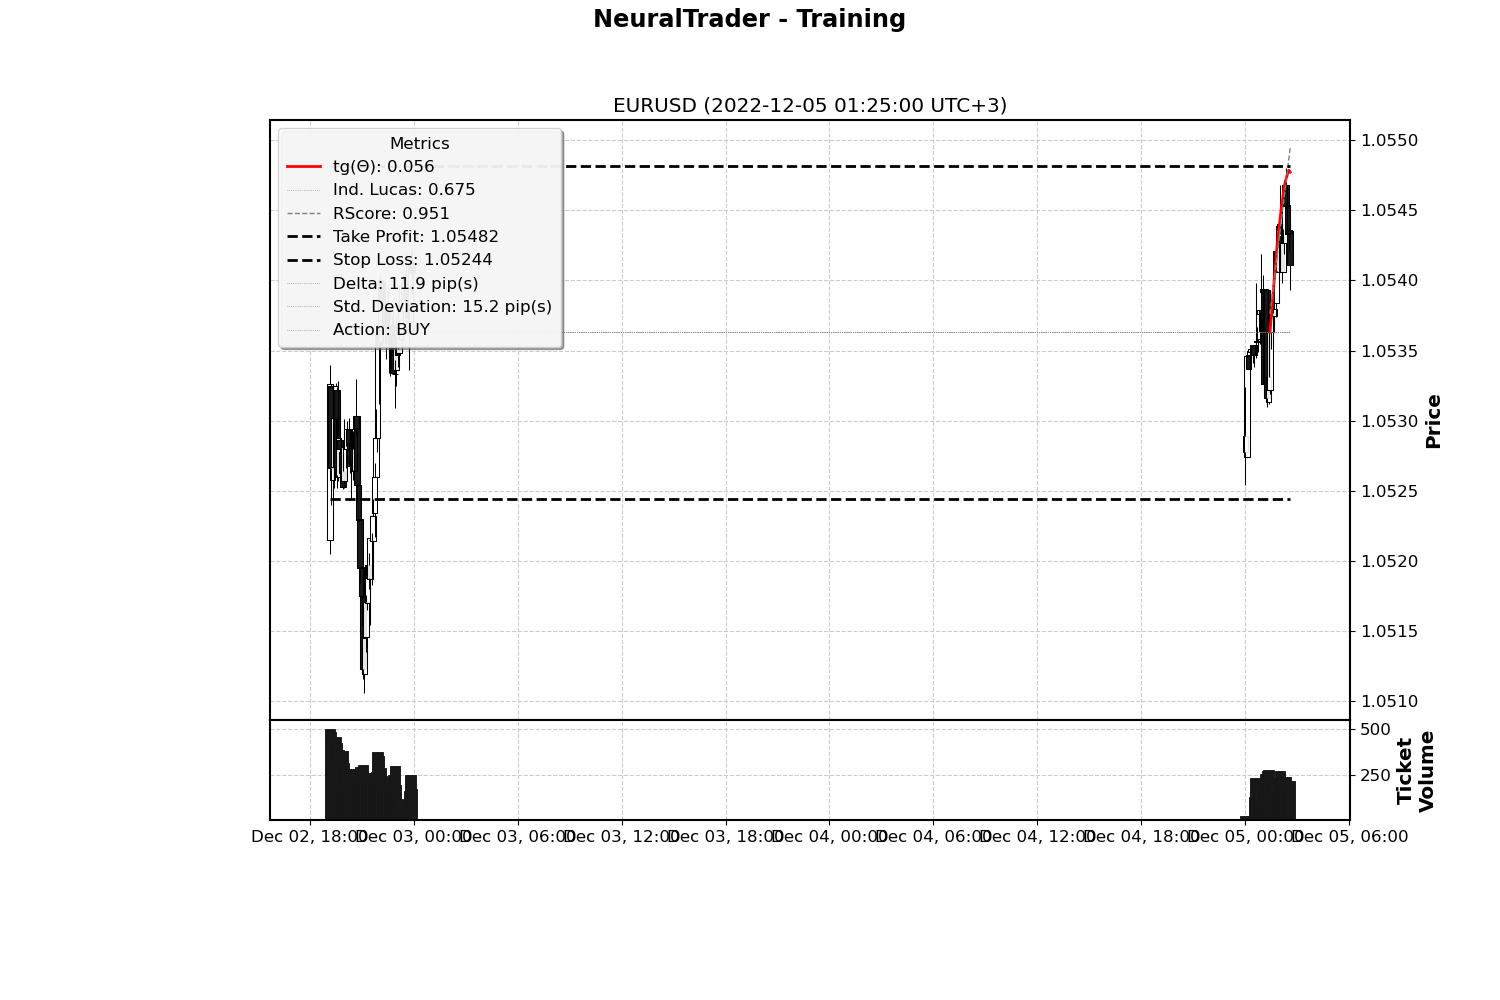 NeuralTrader - Training
EURUSD (2022-12-05 01:25:00 UTC+3)
Metrics
tg(Θ): 0.056
Ind. Lucas: 0.675
RScore: 0.951
Take Profit: 1.05482
Stop Loss: 1.05244
Delta: 11.9 pip(s)
Std. Deviation: 15.2 pip(s)
Action: BUY
1.0550
1.0545
1.0540
1.0535
1.0530
1.0525
1.0520
1.0515
1.0510
Price
500
250
Ticket
Volume
Dec 02, 18:00
Dec 03, 00:00
Dec 03, 06:00
Dec 03, 12:00
Dec 03, 18:00
Dec 04, 00:00
Dec 04, 06:00
Dec 04, 12:00
Dec 04, 18:00
Dec 05, 00:00
Dec 05, 06:00